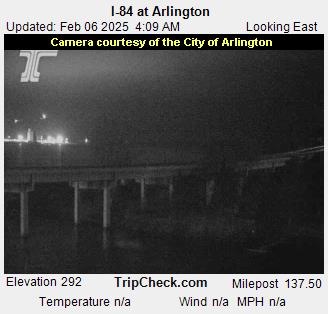 I-84 at Arlington
Updated: Feb 06 2025 4:09 AM Looking East
Camera courtesy of the City of Arlington
Elevation 292 TripCheck.com Milepost 137.50
Temperature n/a Wind n/a MPH n/a